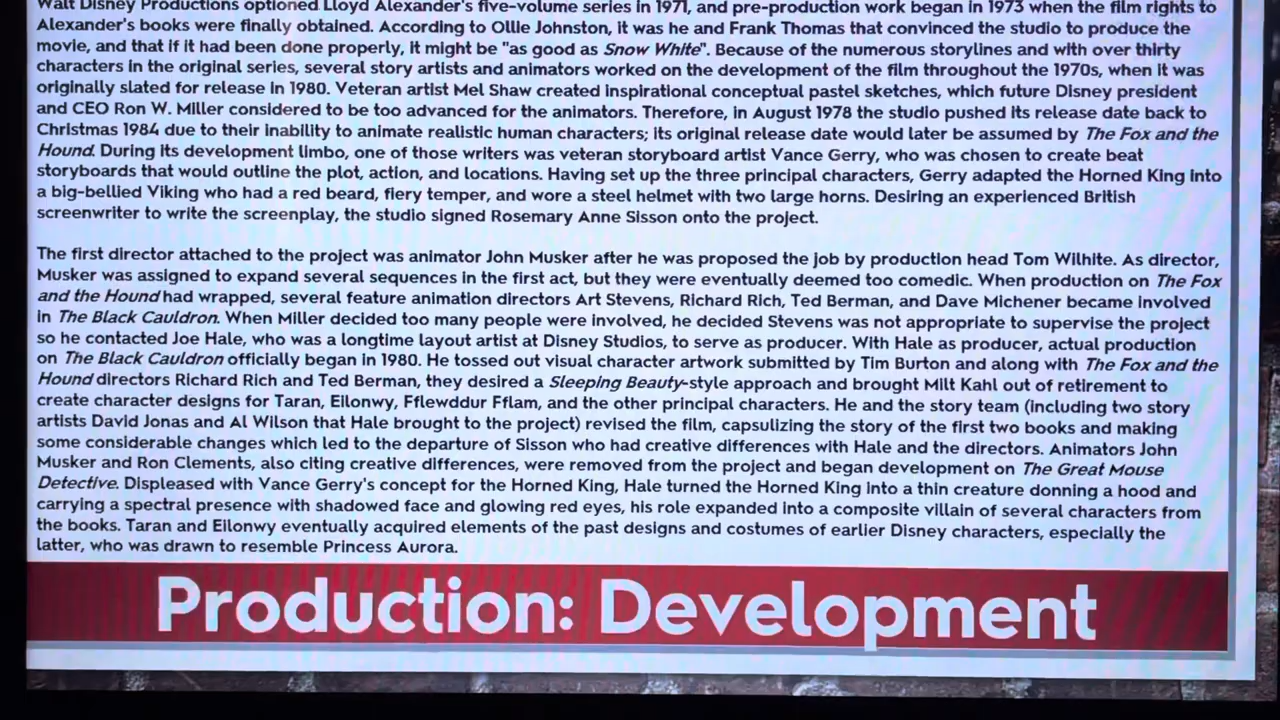 Walt Disney Productions optioned Lloyd Alexander's five-volume series in 1971, and pre-production work began in 1973 when the film rights to
Alexander's books were finally obtained. According to Ollie Johnston, it was he and Frank Thomas that convinced the studio to produce the
movie, and that if it had been done properly, it might be "as good as Snow White". Because of the numerous storylines and with over thirty
characters in the original series, several story artists and animators worked on the development of the film throughout the 1970s, when it was
originally slated for release in 1980. Veteran artist Mel Shaw created inspirational conceptual pastel sketches, which future Disney president
and CEO Ron W. Miller considered to be too advanced for the animators. Therefore, in August 1978 the studio pushed its release date back to
Christmas 1984 due to their inability to animate realistic human characters; its original release date would later be assumed by The Fox and the
Hound. During its development limbo, one of those writers was veteran storyboard artist Vance Gerry, who was chosen to create beat
storyboards that would outline the plot, action, and locations. Having set up the three principal characters, Gerry adapted the Horned King into
a big-bellied Viking who had a red beard, fiery temper, and wore a steel helmet with two large horns. Desiring an experienced British
screenwriter to write the screenplay, the studio signed Rosemary Anne Sisson onto the project.
The first director attached to the project was animator John Musker after he was proposed the job by production head Tom Wilhite. As director,
Musker was assigned to expand several sequences in the first act, but they were eventually deemed too comedic. When production on The Fox
and the Hound had wrapped, several feature animation directors Art Stevens, Richard Rich, Ted Berman, and Dave Michener became involved
in The Black Cauldron. When Miller decided too many people were involved, he decided Stevens was not appropriate to supervise the project
so he contacted Joe Hale, who was a longtime layout artist at Disney Studios, to serve as producer. With Hale as producer, actual production
on The Black Cauldron officially began in 1980. He tossed out visual character artwork submitted by Tim Burton and along with The Fox and the
Hound directors Richard Rich and Ted Berman, they desired a Sleeping Beauty-style approach and brought Milt Kahl out of retirement to
create character designs for Taran, Eilonwy, Fflewddur Fflam, and the other principal characters. He and the story team (including two story
artists David Jonas and Al Wilson that Hale brought to the project) revised the film, capsulizing the story of the first two books and making
some considerable changes which led to the departure of Sisson who had creative differences with Hale and the directors. Animators John
Musker and Ron Clements, also citing creative differences, were removed from the project and began development on The Great Mouse
Detective. Displeased with Vance Gerry's concept for the Horned King, Hale turned the Horned King into a thin creature donning a hood and
carrying a spectral presence with shadowed face and glowing red eyes, his role expanded into a composite villain of several characters from
the books. Taran and Eilonwy eventually acquired elements of the past designs and costumes of earlier Disney characters, especially the
latter, who was drawn to resemble Princess Aurora.
Production: Development